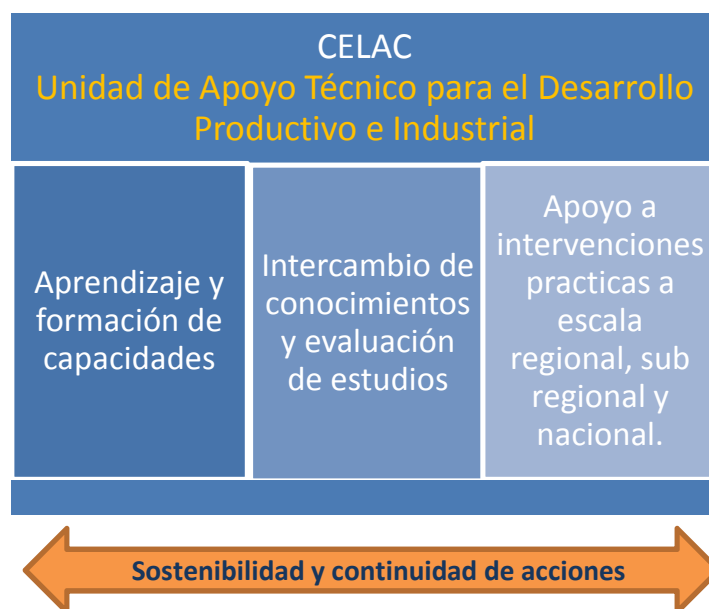 CELAC
Unidad de Apoyo Técnico para el Desarrollo
Productivo e Industrial
Aprendizaje y
formación de
capacidades
Intercambio de
conocimientos
y evaluación
de estudios
Apoyo a
intervenciones
practicas a
escala
regional, sub
regional y
nacional.
Sostenibilidad y continuidad de acciones